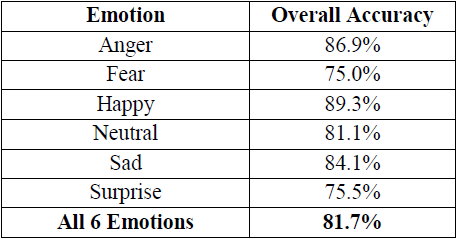 Emotion Overall Accuracy
Anger 86.9%
Fear 75.0%
Happy 89.3%
Neutral 81.1%
Sad 84.1%
Surprise 75.5%
All 6 Emotions 81.7%